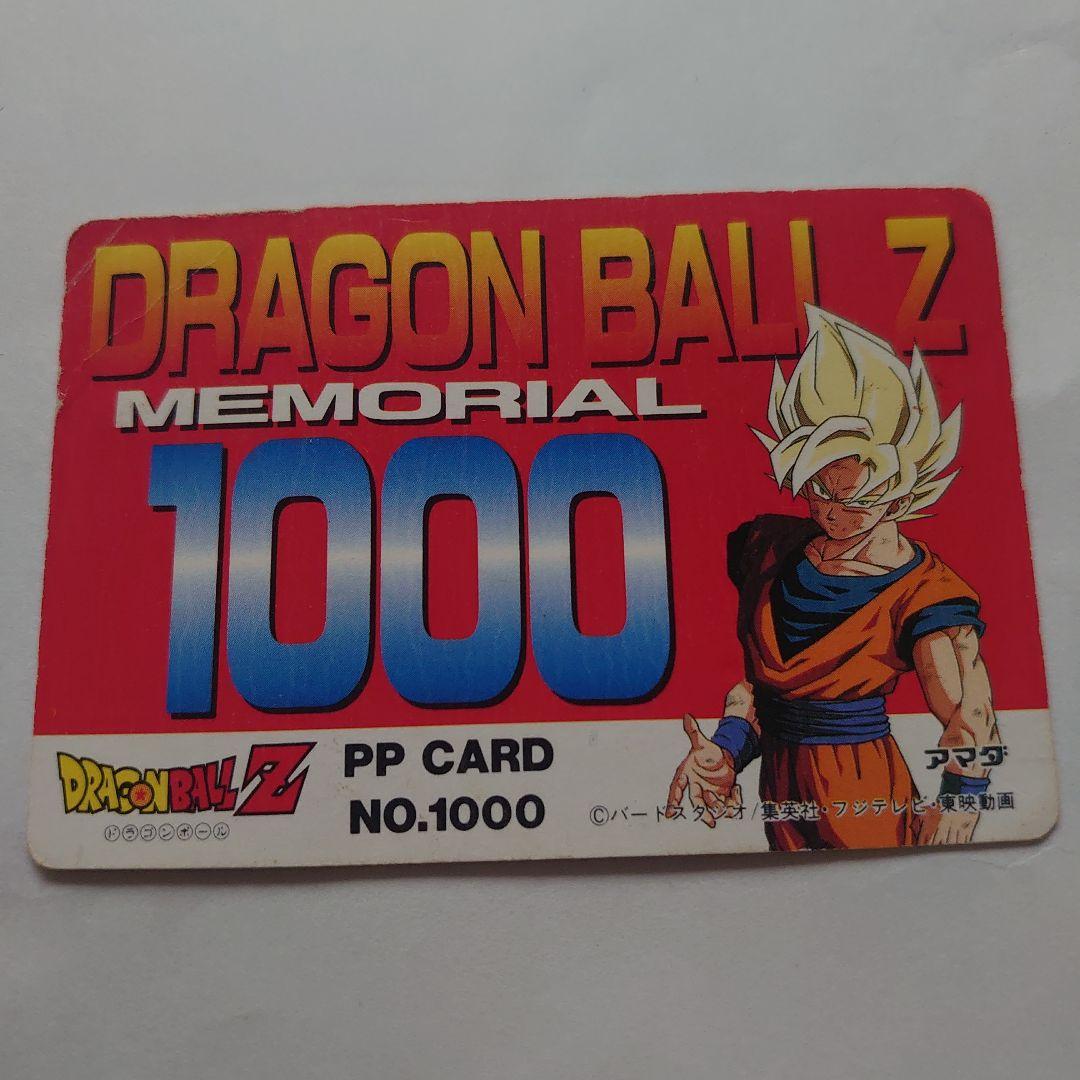 DRAGON BALL Z
MEMORIAL
1000
DRAGON BALL Z
ドラゴンボール
PP CARD
NO.1000
アマダ
©バードスタジオ/集英社・フジテレビ・東映動画